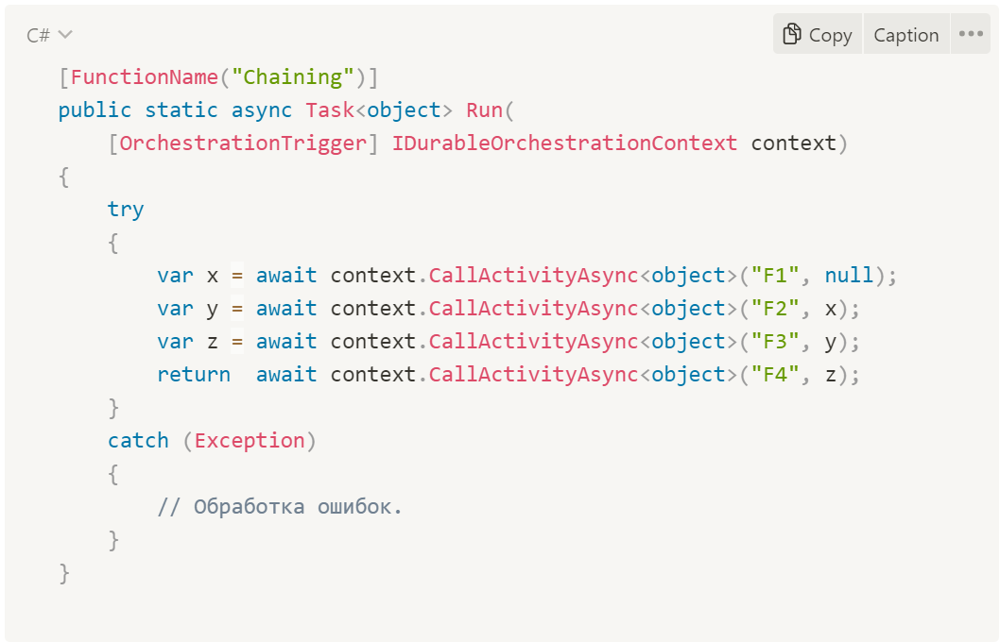 C#
Copy Caption
[FunctionName("Chaining")]
public static async Task<object> Run(
    [OrchestrationTrigger] IDurableOrchestrationContext context)
{
    try
    {
        var x = await context.CallActivityAsync<object>("F1", null);
        var y = await context.CallActivityAsync<object>("F2", x);
        var z = await context.CallActivityAsync<object>("F3", y);
        return  await context.CallActivityAsync<object>("F4", z);
    }
    catch (Exception)
    {
        // Обработка ошибок.
    }
}